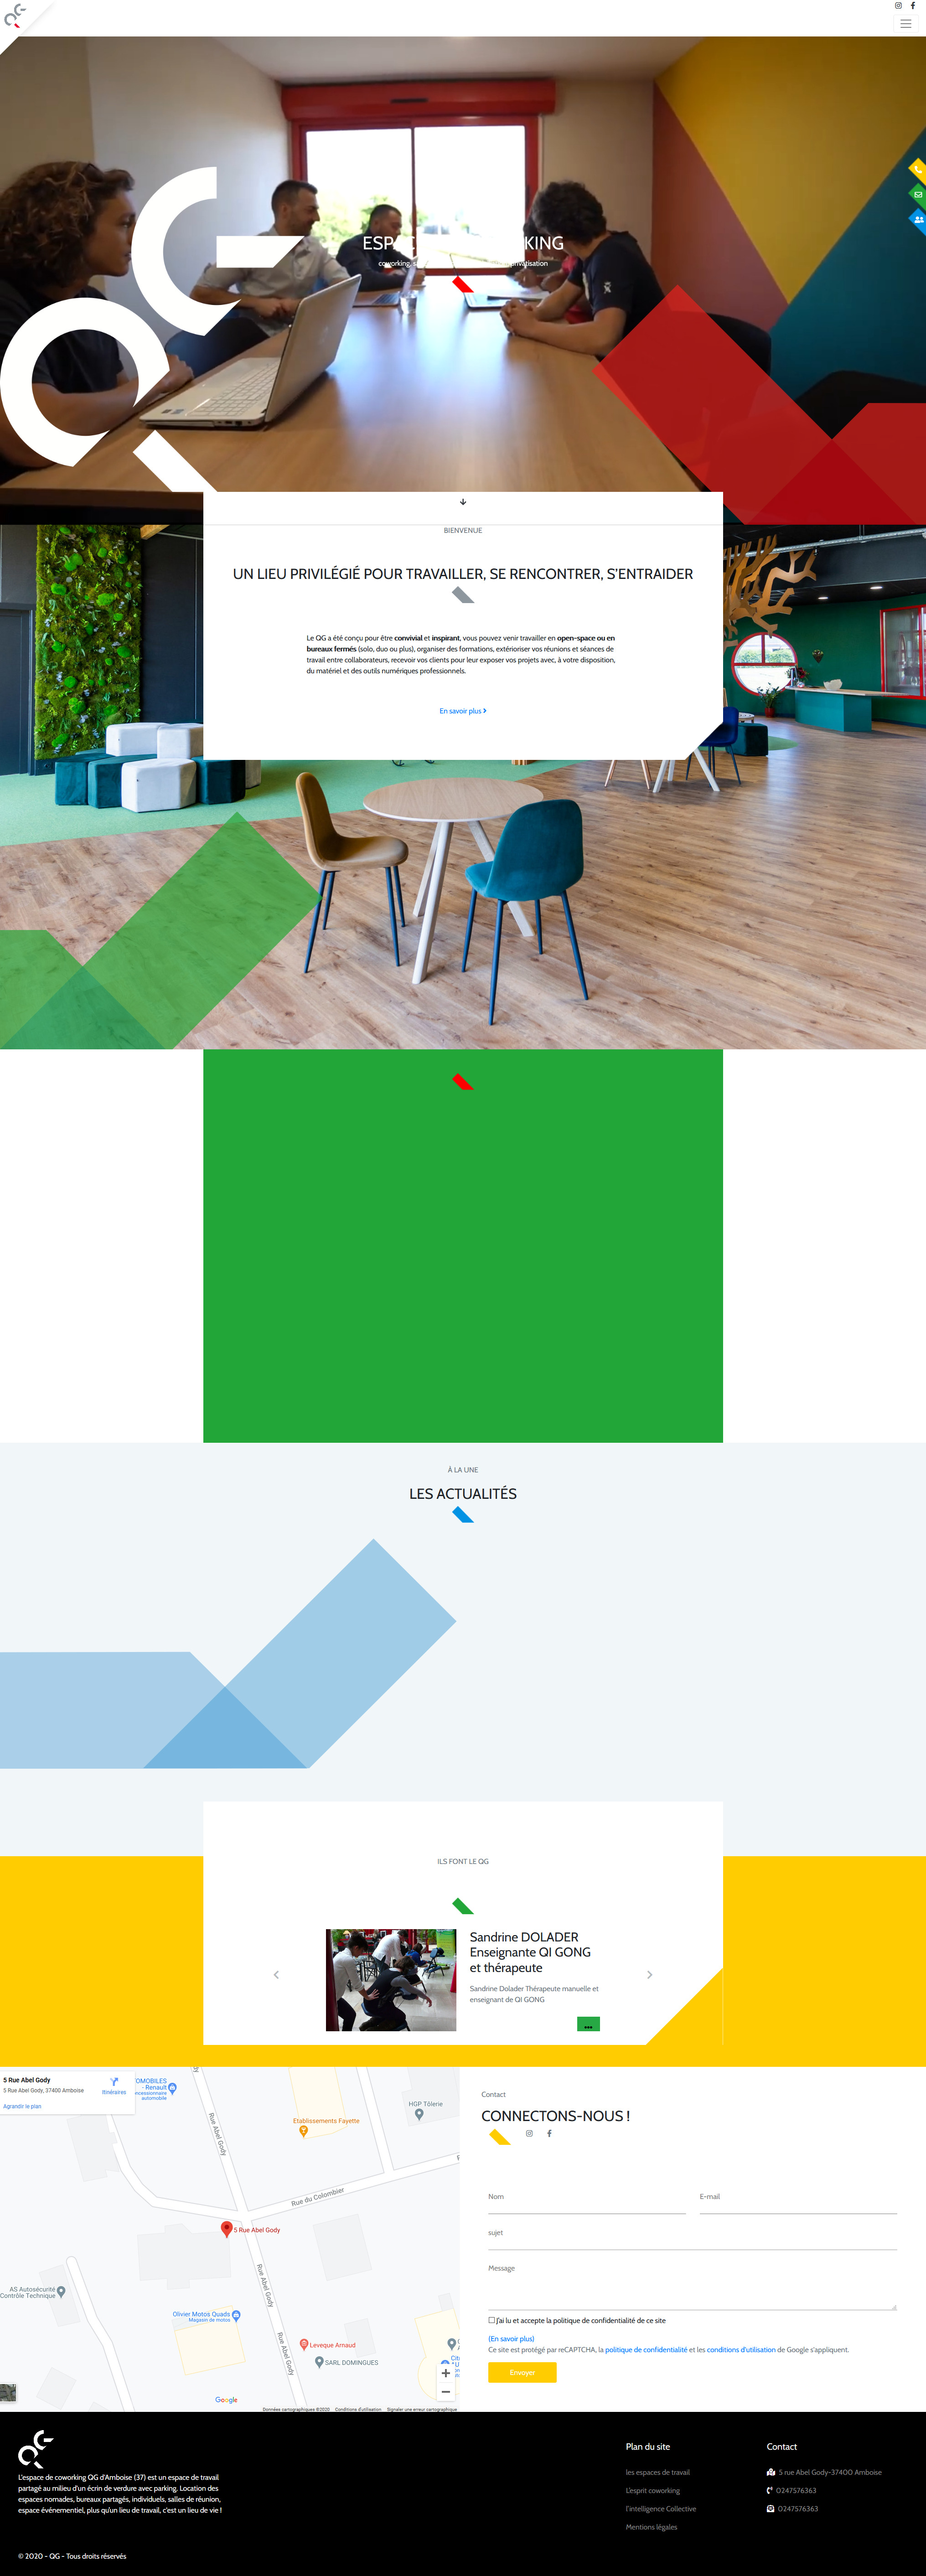 ESPACE
KING
coworking, s
privatisation
BIENVENUE
UN LIEU PRIVILÉGIÉ POUR TRAVAILLER, SE RENCONTRER, S'ENTRAIDER
Le QG a été conçu pour être convivial et inspirant, vous pouvez venir travailler en open-space ou en
bureaux fermés (solo, duo ou plus), organiser des formations, extérioriser vos réunions et séances de
travail entre collaborateurs, recevoir vos clients pour leur exposer vos projets avec, à votre disposition,
du matériel et des outils numériques professionnels.
En savoir plus
À LA UNE
LES ACTUALITÉS
ILS FONT LE QG
Sandrine DOLADER
Enseignante QI GONG
et thérapeute
Sandrine Dolader Thérapeute manuelle et
enseignant de QI GONG
...
5 Rue Abel Gody
5 Rue Abel Gody, 37400 Amboise
Itinéraires
Agrandir le plan
OMOBILES
- Renault
automobile
Rue Abel Gody
Etablissements Fayette
HGP Tôlerie
Rue du Colombier
5 Rue Abel Gody
Rue Abel Gody
AS Autosécurité
Contrôle Technique
Olivier Motos Quads
Magasin de motos
Rue Abel Gody
Leveque Arnaud
SARL DOMINGUES
Google
Données cartographiques ©2020 Conditions d'utilisation Signaler une erreur cartographique
Contact
CONNECTONS-NOUS !
Nom
E-mail
sujet
Message
J'ai lu et accepte la politique de confidentialité de ce site
(En savoir plus)
Ce site est protégé par reCAPTCHA, la politique de confidentialité et les conditions d'utilisation de Google s'appliquent.
Envoyer
L'espace de coworking QG d'Amboise (37) est un espace de travail
partagé au milieu d'un écrin de verdure avec parking. Location des
espaces nomades, bureaux partagés, individuels, salles de réunion,
espace événementiel, plus qu'un lieu de travail, c'est un lieu de vie !
© 2020 - QG - Tous droits réservés
Plan du site
les espaces de travail
L'esprit coworking
l'intelligence Collective
Mentions légales
Contact
5 rue Abel Gody-37400 Amboise
0247576363
0247576363